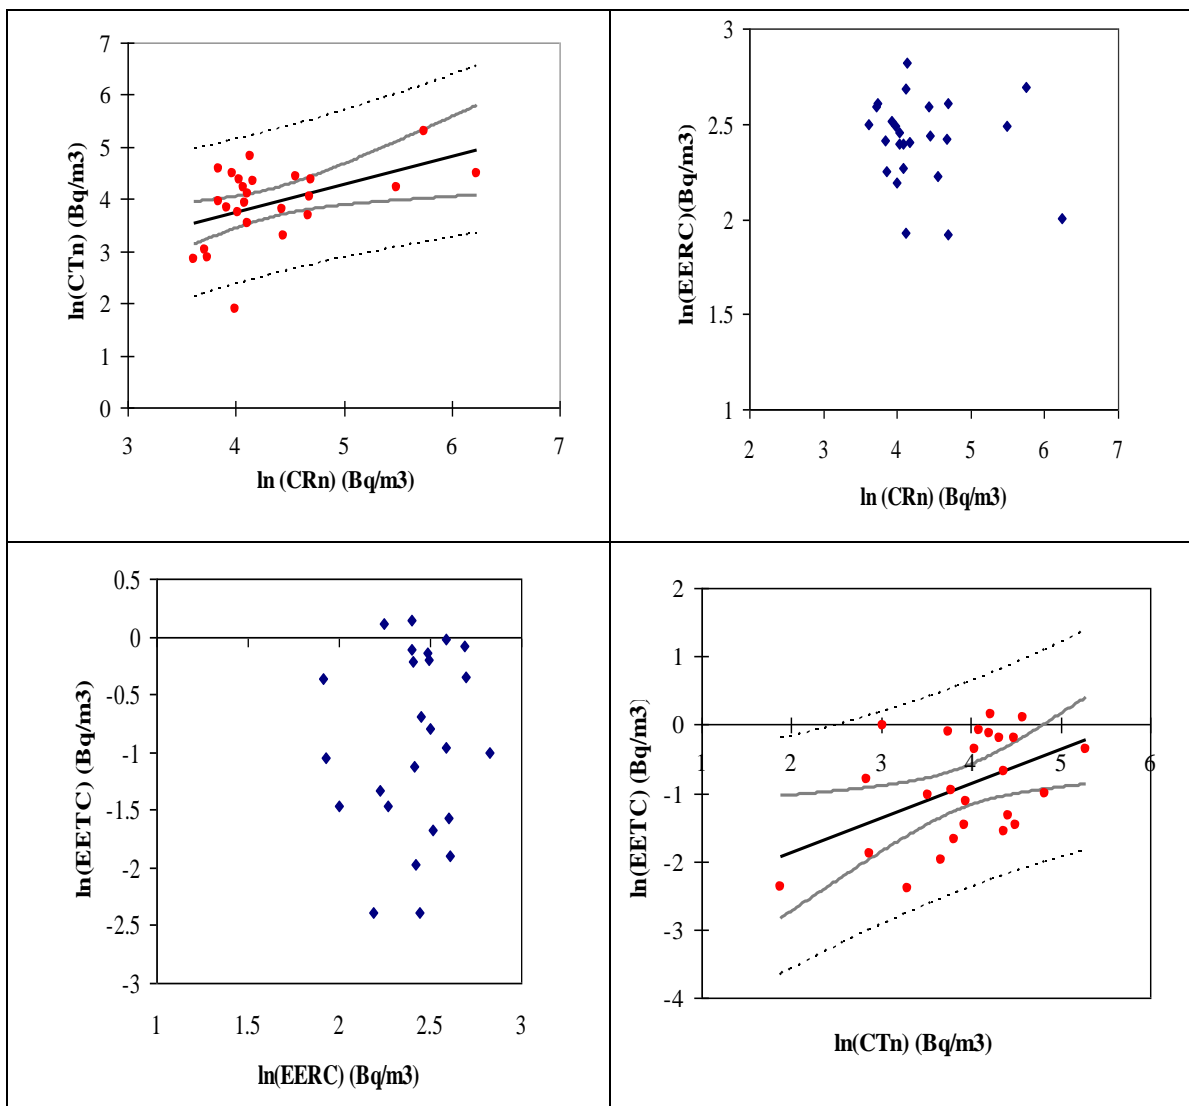 7
6
5
4
3
2
1
0
ln(CTn) (Bq/m3)
3 4 5 6 7
ln (CRn) (Bq/m3)
3
2.5
2
1.5
1
ln(EERC)(Bq/m3)
2 3 4 5 6 7
ln (CRn) (Bq/m3)
0.5
0
-0.5
-1
-1.5
-2
-2.5
-3
ln(EETC) (Bq/m3)
1 1.5 2 2.5 3
ln(EERC) (Bq/m3)
2
1
0
-1
-2
-3
-4
ln(EETC) (Bq/m3)
2 3 4 5 6
ln(CTn) (Bq/m3)